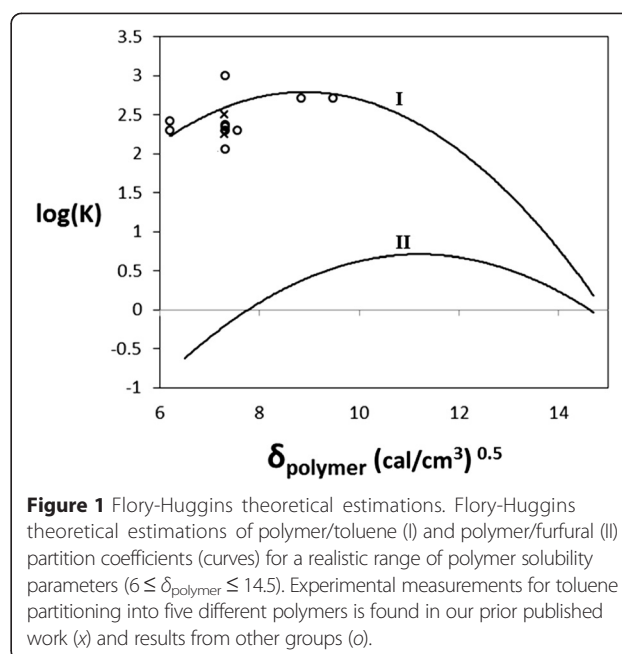 3.5
3
2.5
2
1.5
1
0.5
0
-0.5
-1
log(K)
I
II
6 8 10 12 14
δpolymer (cal/cm³) ⁰·⁵
Figure 1 Flory-Huggins theoretical estimations. Flory-Huggins
theoretical estimations of polymer/toluene (I) and polymer/furfural (II)
partition coefficients (curves) for a realistic range of polymer solubility
parameters (6 ≤ δpolymer ≤ 14.5). Experimental measurements for toluene
partitioning into five different polymers is found in our prior published
work (x) and results from other groups (o).